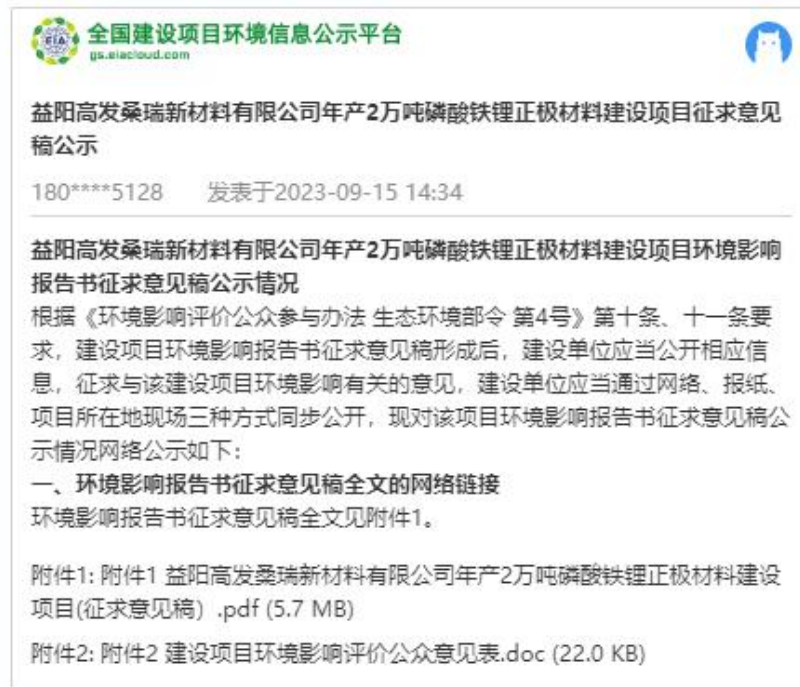 EIA
全国建设项目环境信息公示平台
gs.eiacloud.com
益阳高发桑瑞新材料有限公司年产2万吨磷酸铁锂正极材料建设项目征求意见
稿公示
180****5128 发表于2023-09-15 14:34
益阳高发桑瑞新材料有限公司年产2万吨磷酸铁锂正极材料建设项目环境影响
报告书征求意见稿公示情况
根据《环境影响评价公众参与办法 生态环境部令 第4号》第十条、十一条要
求，建设项目环境影响报告书征求意见稿形成后，建设单位应当公开相应信
息，征求与该建设项目环境影响有关的意见，建设单位应当通过网络、报纸、
项目所在地现场三种方式同步公开，现对该项目环境影响报告书征求意见稿公
示情况网络公示如下：
一、环境影响报告书征求意见稿全文的网络链接
环境影响报告书征求意见稿全文见附件1。
附件1: 附件1 益阳高发桑瑞新材料有限公司年产2万吨磷酸铁锂正极材料建设
项目(征求意见稿）.pdf (5.7 MB)
附件2: 附件2 建设项目环境影响评价公众意见表.doc (22.0 KB)